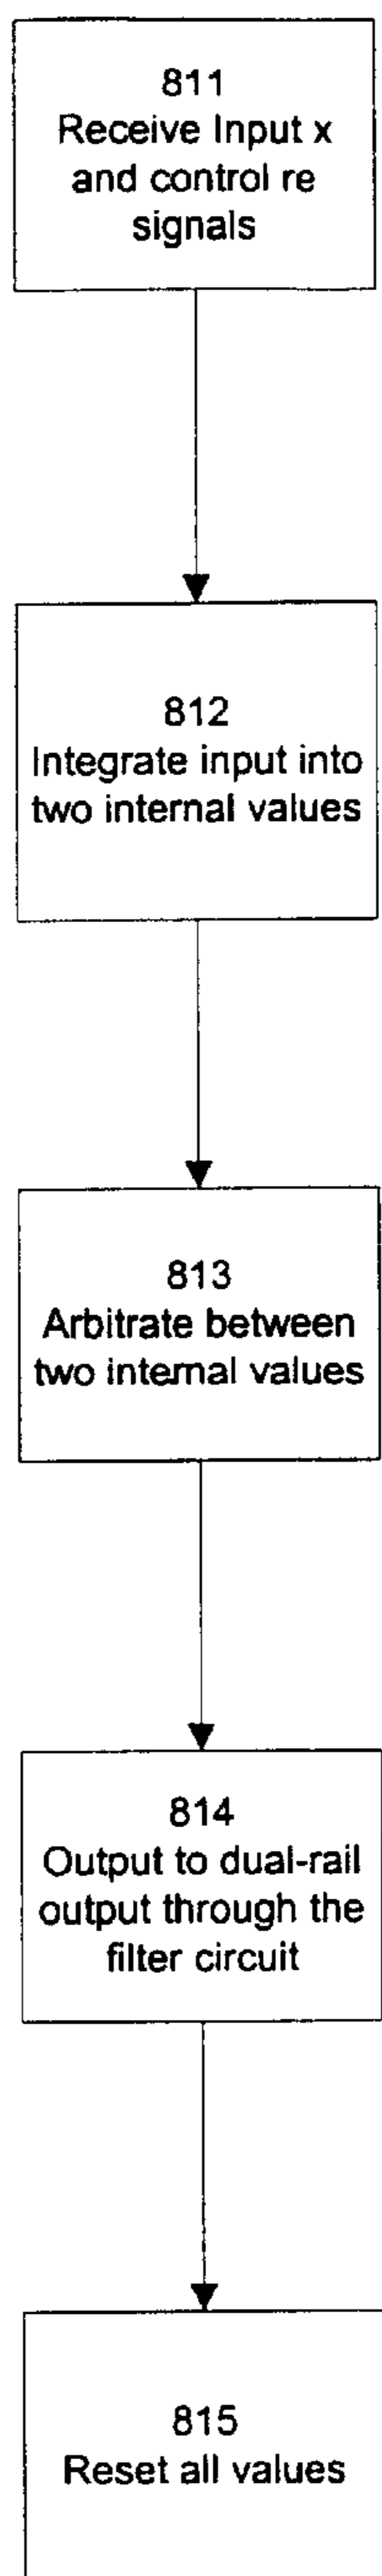 811
Receive Input x
and control re
signals
812
Integrate input into
two internal values
813
Arbitrate between
two internal values
814
Output to dual-rail
output through the
filter circuit
815
Reset all values